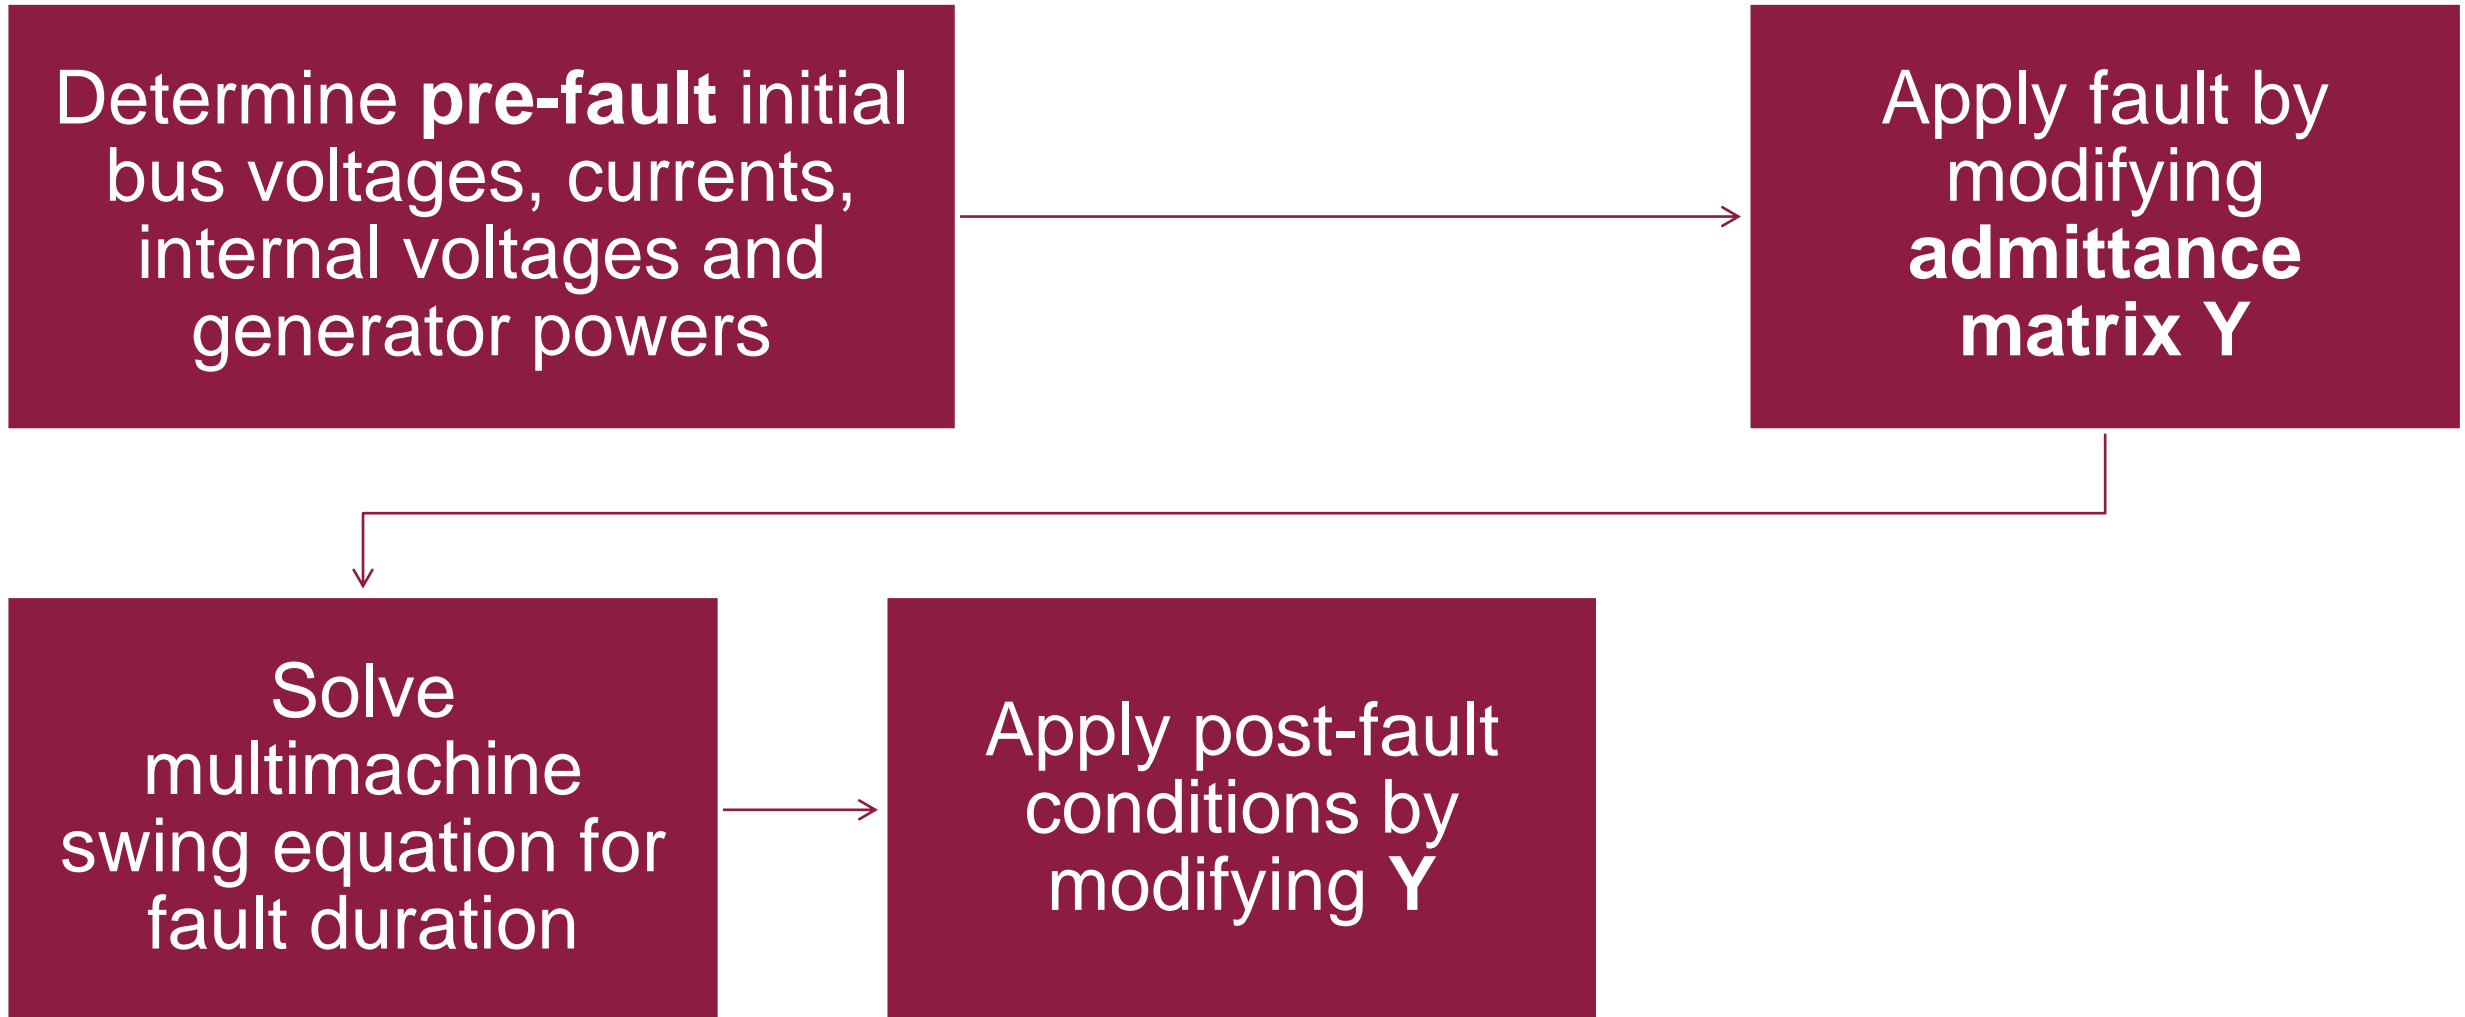 Determine pre-fault initial
bus voltages, currents,
internal voltages and
generator powers
Apply fault by
modifying
admittance
matrix Y
Solve
multimachine
swing equation for
fault duration
Apply post-fault
conditions by
modifying Y